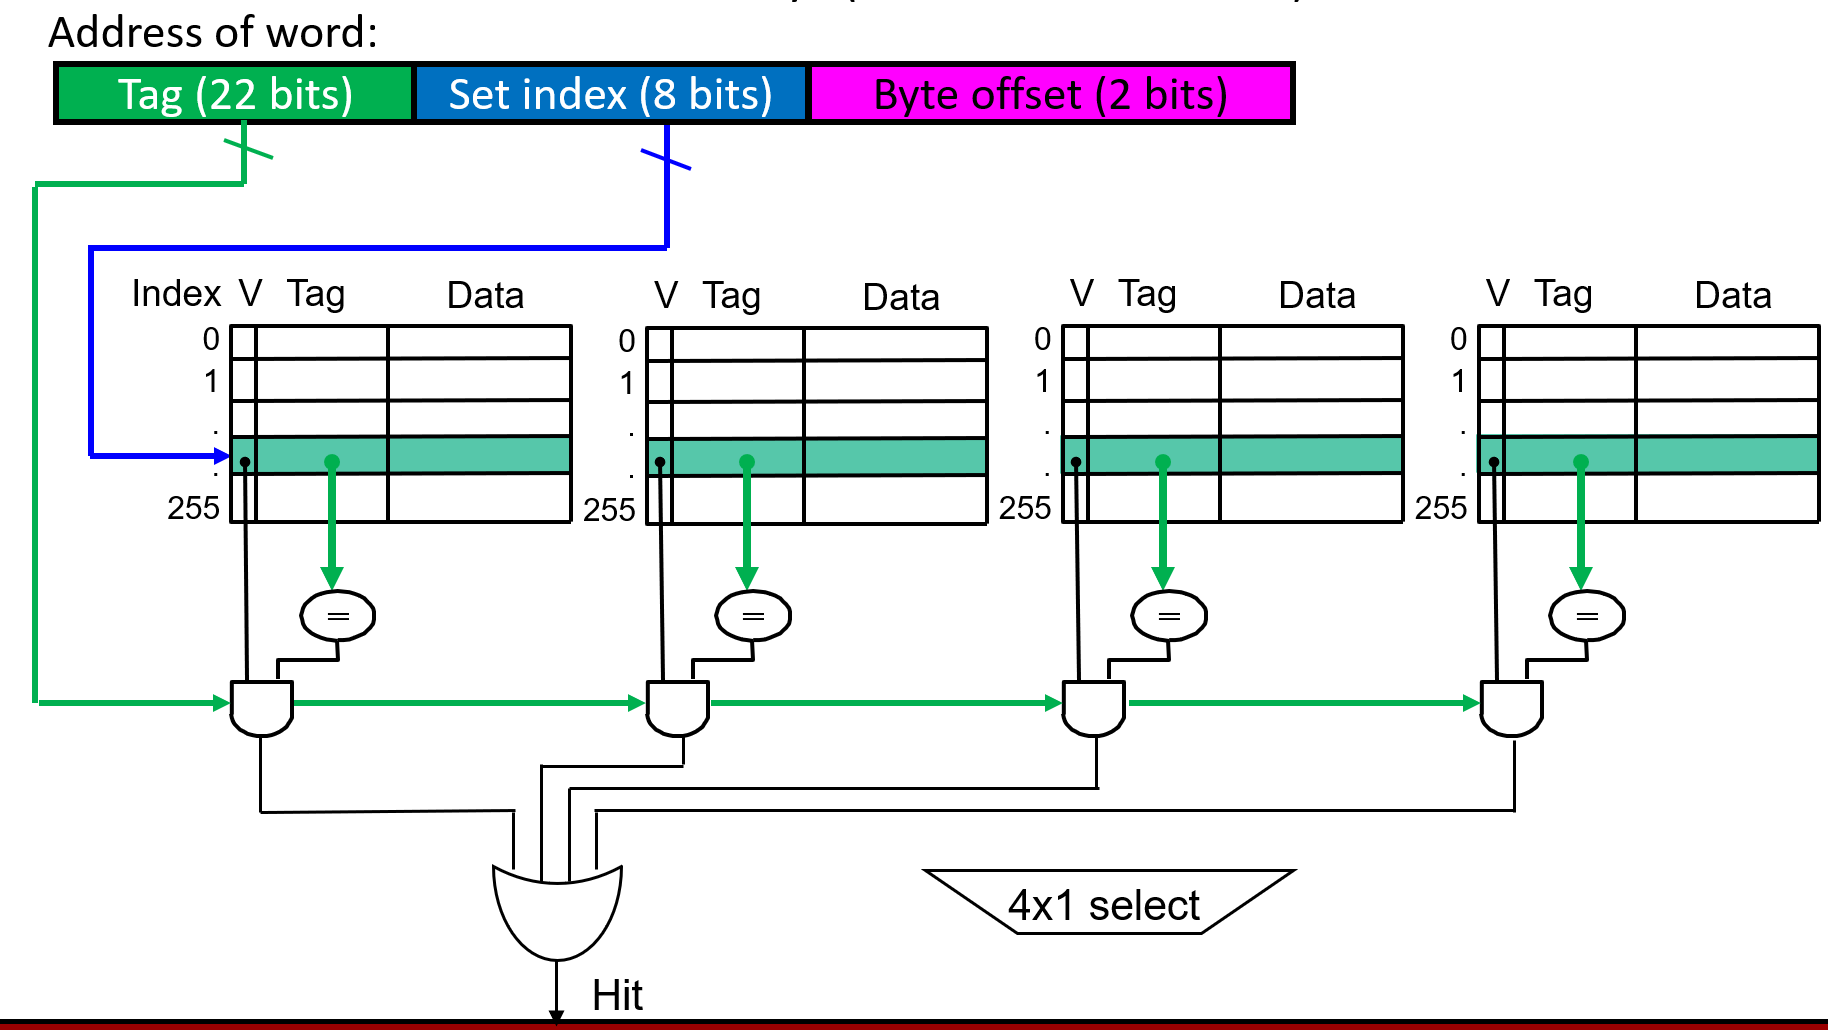 Address of word:
Tag (22 bits) Set index (8 bits) Byte offset (2 bits)
Index V Tag Data V Tag Data V Tag Data V Tag Data
0 0 0 0
1 1 1 1
. . . .
. . . .
255 255 255 255
= = = =
4x1 select
Hit